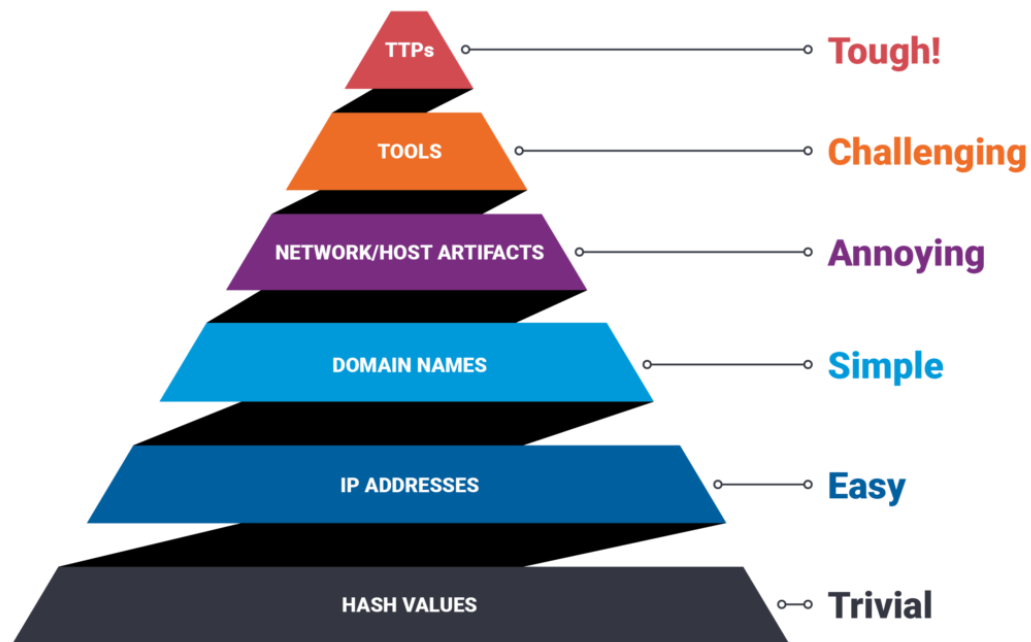 TTPs
Tough!
TOOLS
Challenging
NETWORK/HOST ARTIFACTS
Annoying
DOMAIN NAMES
Simple
IP ADDRESSES
Easy
HASH VALUES
Trivial